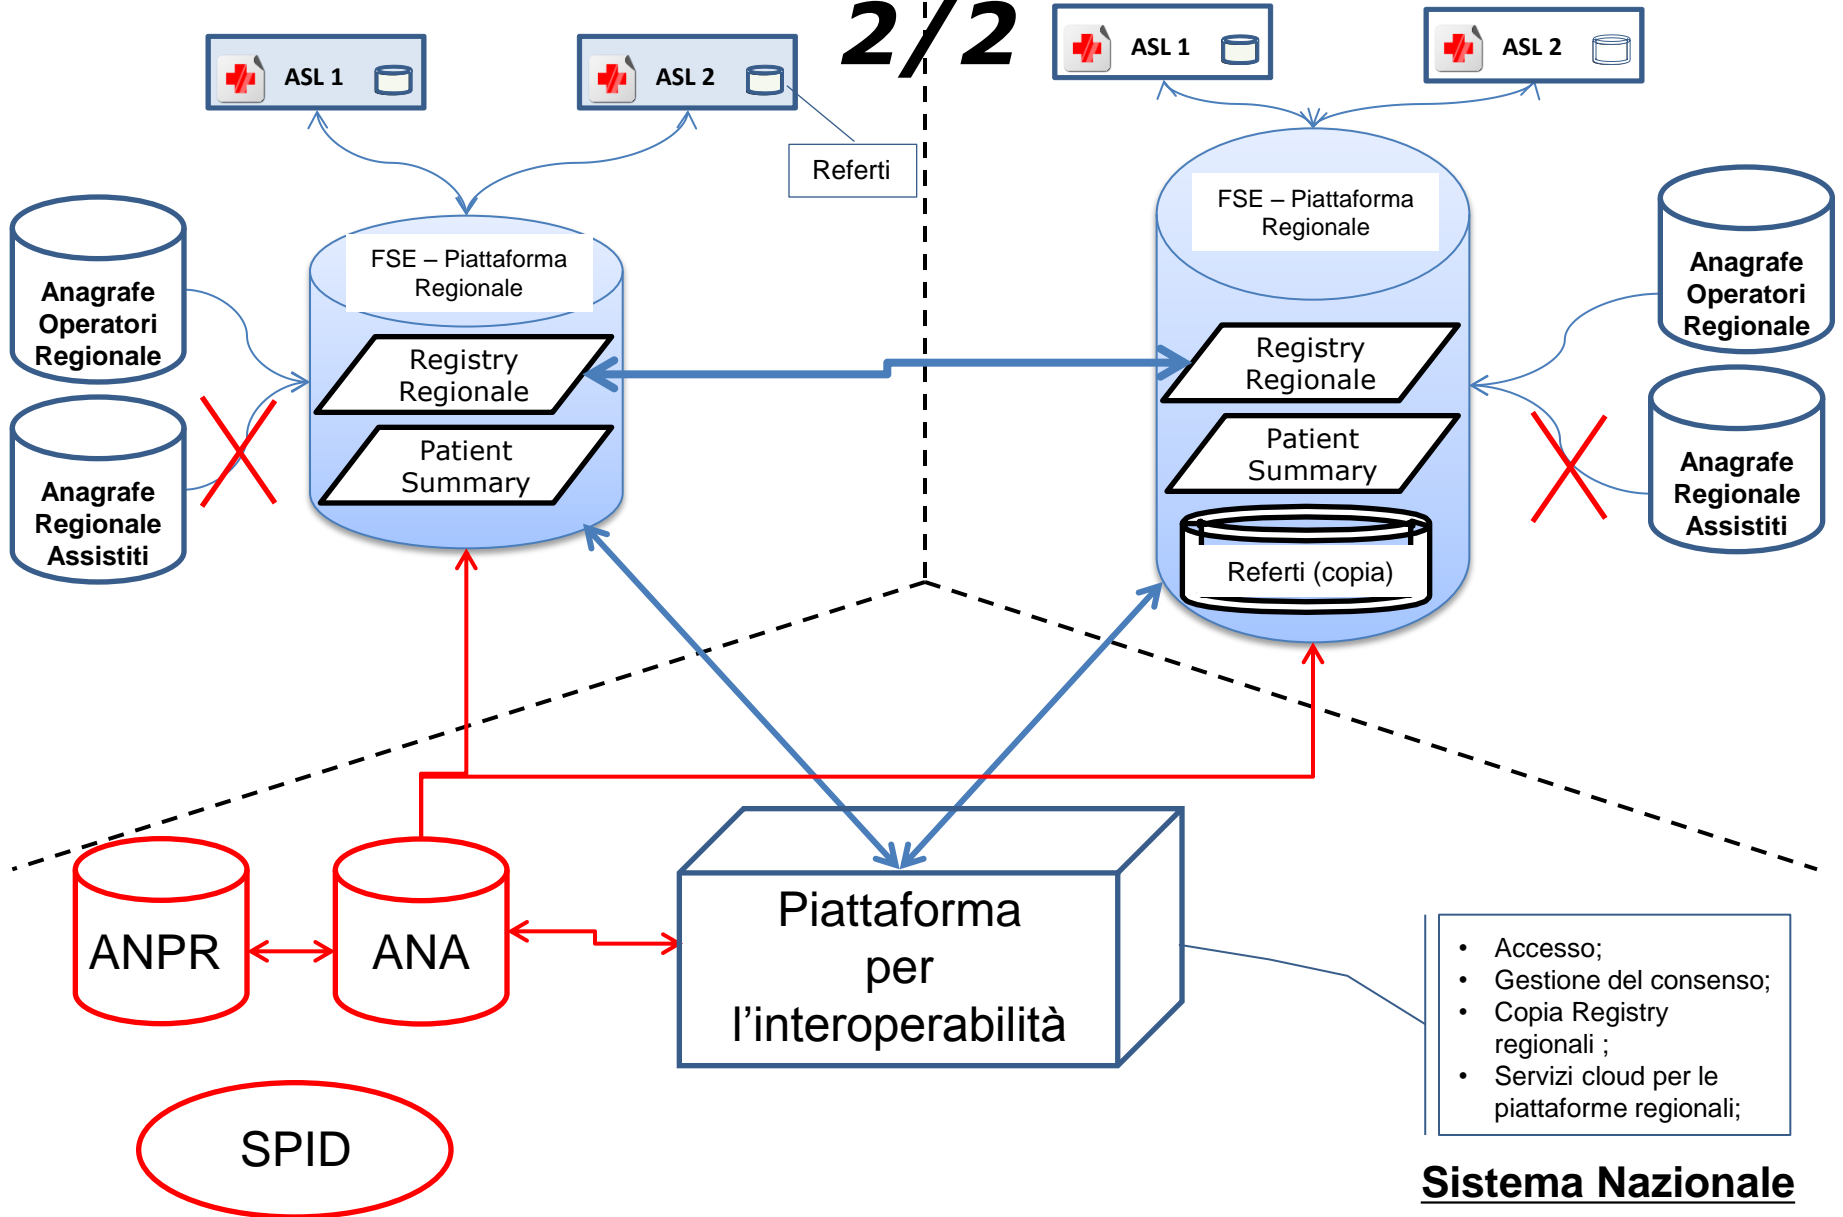 2/2
ASL 1
ASL 2
Referti
FSE – Piattaforma
Regionale
Anagrafe
Operatori
Regionale
Registry
Regionale
Patient
Summary
Anagrafe
Regionale
Assistiti
ASL 1
ASL 2
FSE – Piattaforma
Regionale
Anagrafe
Operatori
Regionale
Registry
Regionale
Patient
Summary
Anagrafe
Regionale
Assistiti
Referti (copia)
ANPR
ANA
Piattaforma
per
l’interoperabilità
SPID
• Accesso;
• Gestione del consenso;
• Copia Registry
regionali ;
• Servizi cloud per le
piattaforme regionali;
Sistema Nazionale